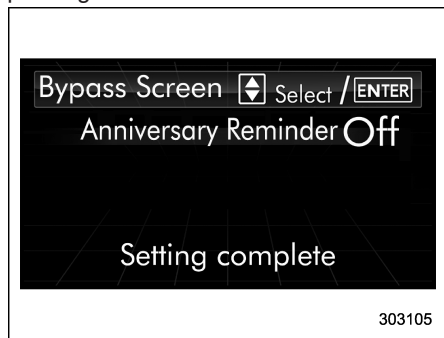 Bypass Screen Select / ENTER
Anniversary Reminder Off
Setting complete
303105